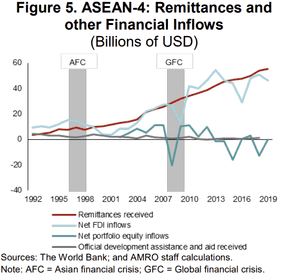 Figure 5. ASEAN-4: Remittances and
other Financial Inflows
(Billions of USD)
60
AFC
GFC
40
20
0
-20
-40
1992 1995 1998 2001 2004 2007 2010 2013 2016 2019
Remittances received
Net FDI inflows
Net portfolio equity inflows
Official development assistance and aid received
Sources: The World Bank; and AMRO staff calculations.
Note: AFC = Asian financial crisis; GFC = Global financial crisis.